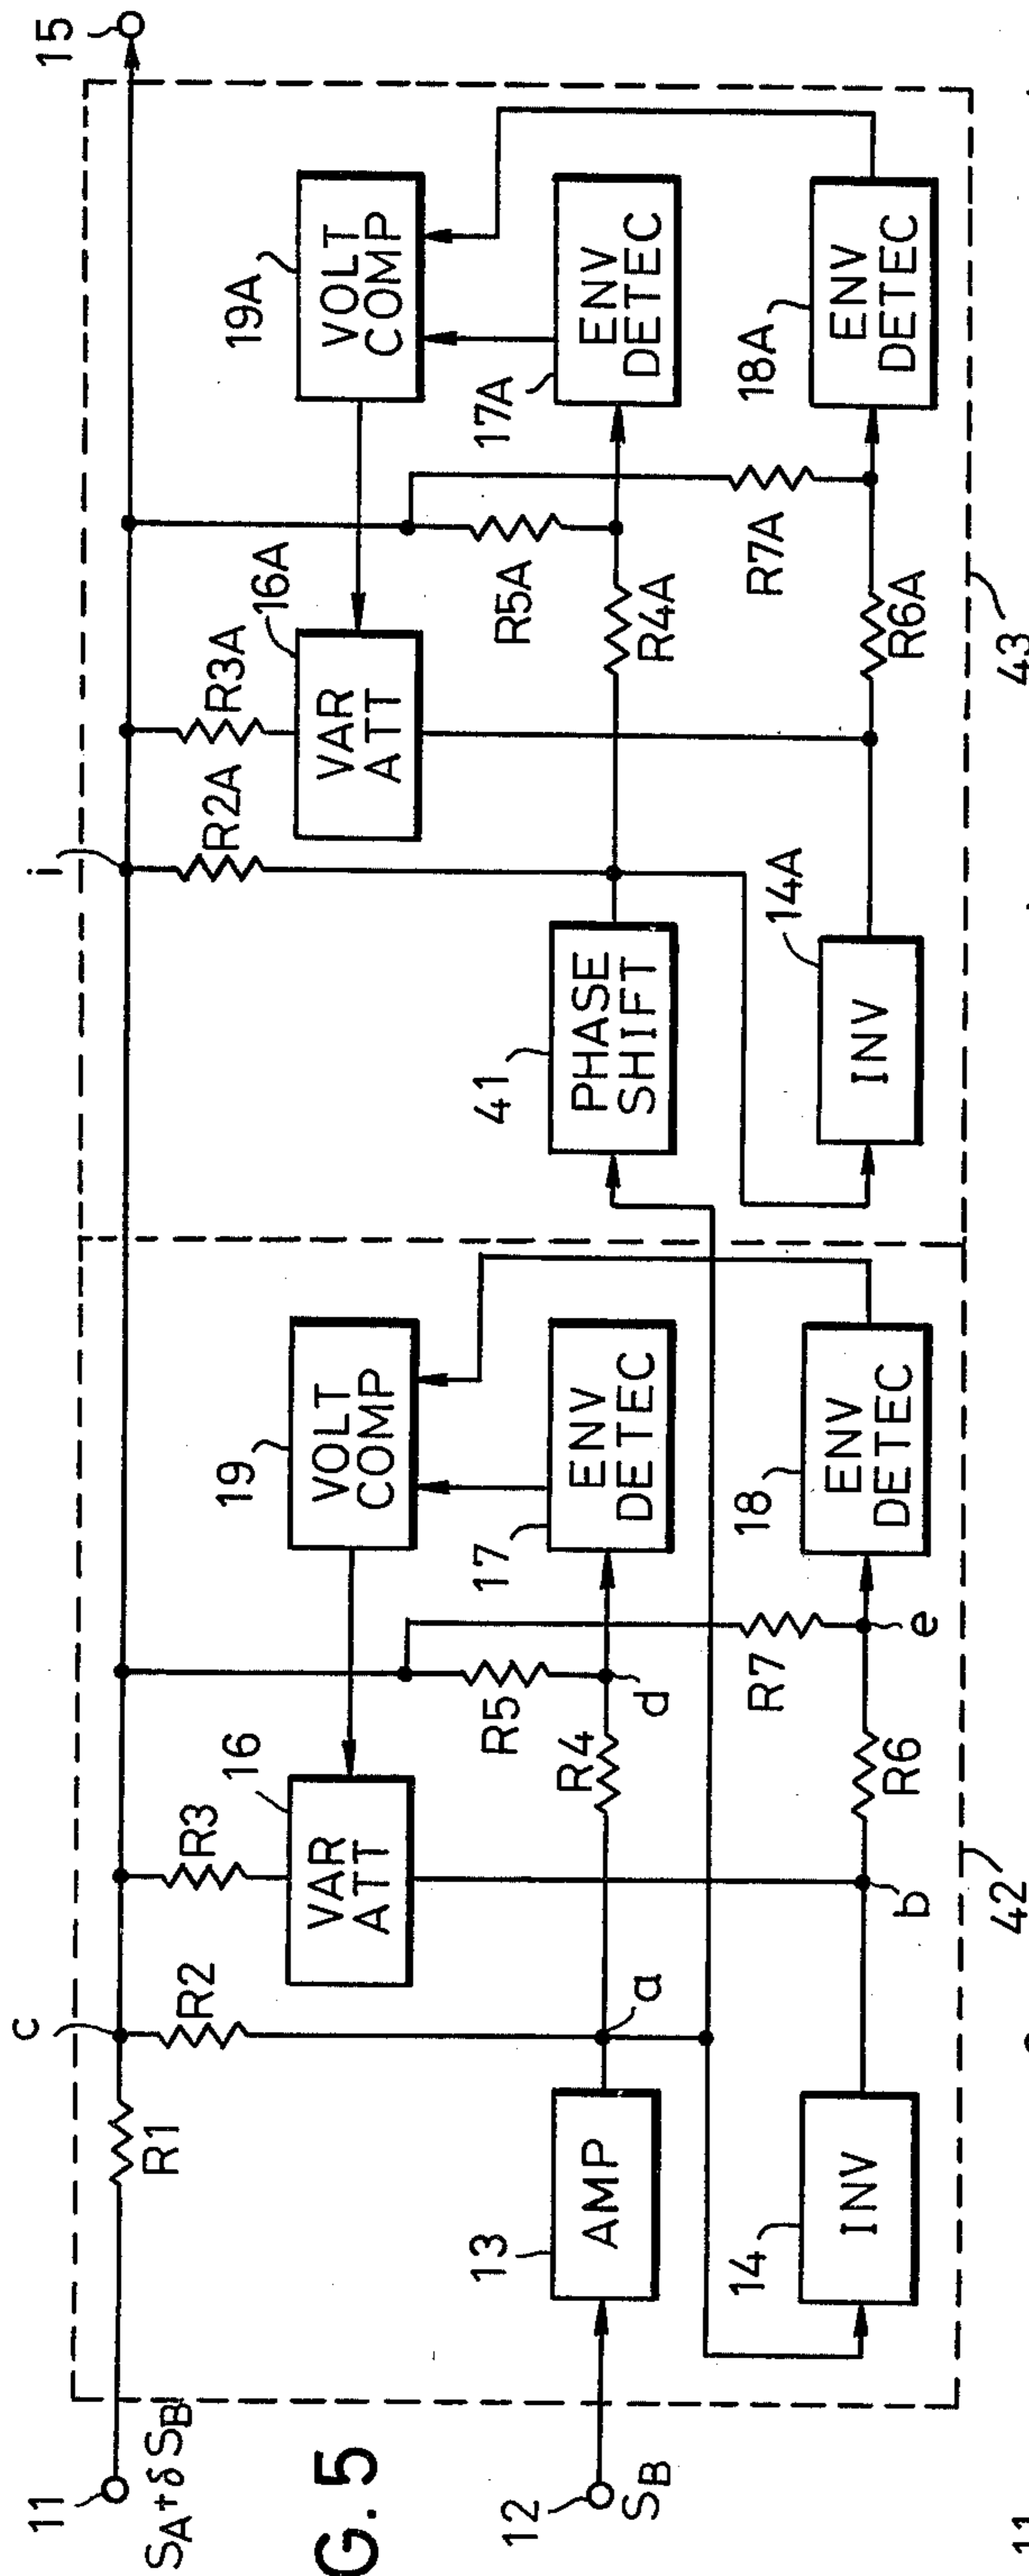 G. 5
11
SA+δSB
12
SB
13
AMP
14
INV
R1
c
R2
a
b
R3
16
VAR
ATT
R4
R5
d
R6
R7
e
17
ENV
DETEC
18
ENV
DETEC
19
VOLT
COMP
42
41
PHASE
SHIFT
14A
INV
i
R2A
R3A
16A
VAR
ATT
R4A
R5A
R6A
R7A
17A
ENV
DETEC
18A
ENV
DETEC
19A
VOLT
COMP
43
15
11